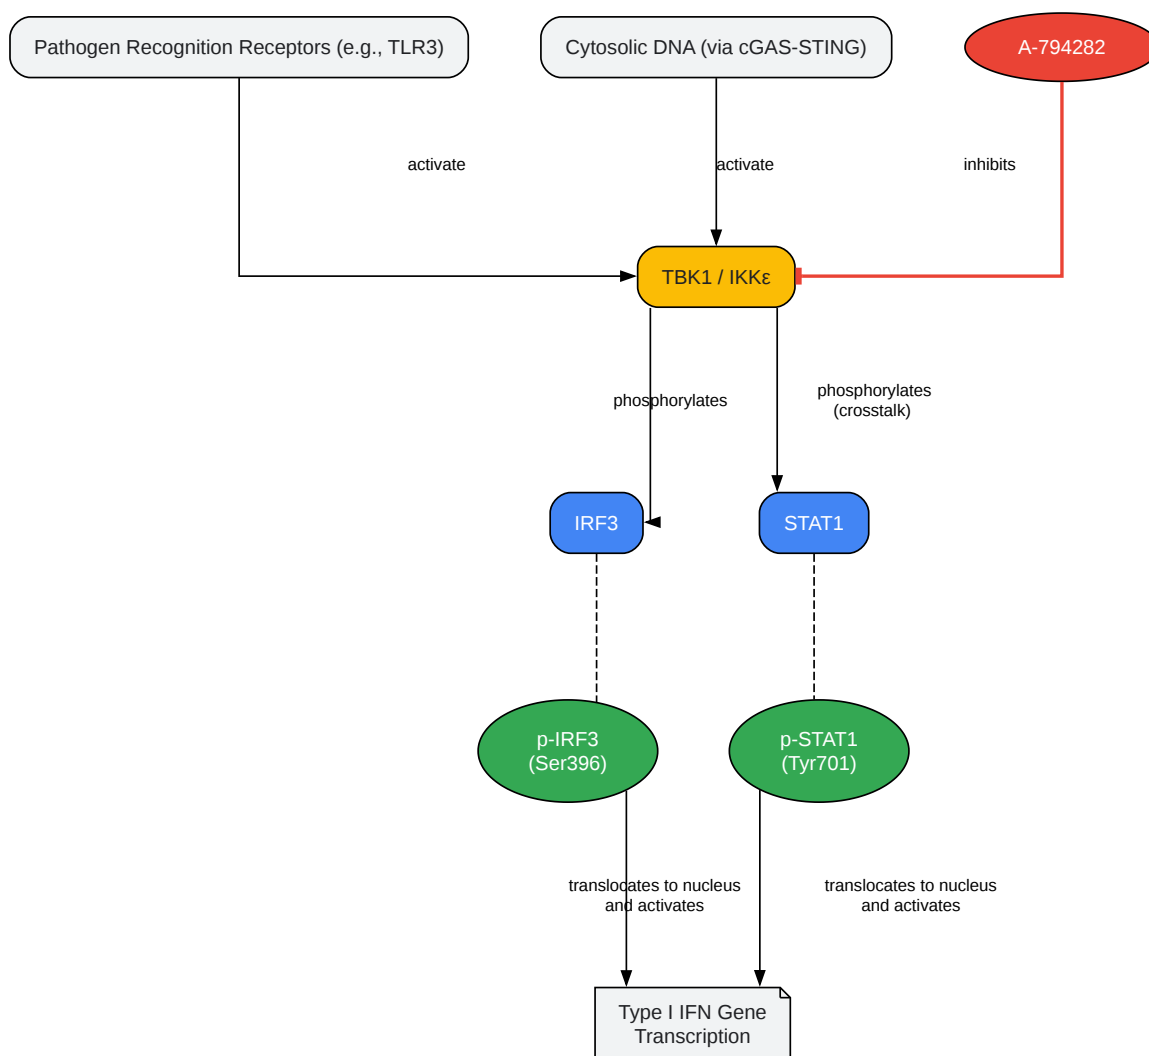 Pathogen Recognition Receptors (e.g., TLR3)
Cytosolic DNA (via cGAS-STING)
A-794282
activate
activate
inhibits
TBK1 / IKKε
phosphorylates
phosphorylates
(crosstalk)
IRF3
STAT1
p-IRF3
(Ser396)
p-STAT1
(Tyr701)
translocates to nucleus
and activates
translocates to nucleus
and activates
Type I IFN Gene
Transcription